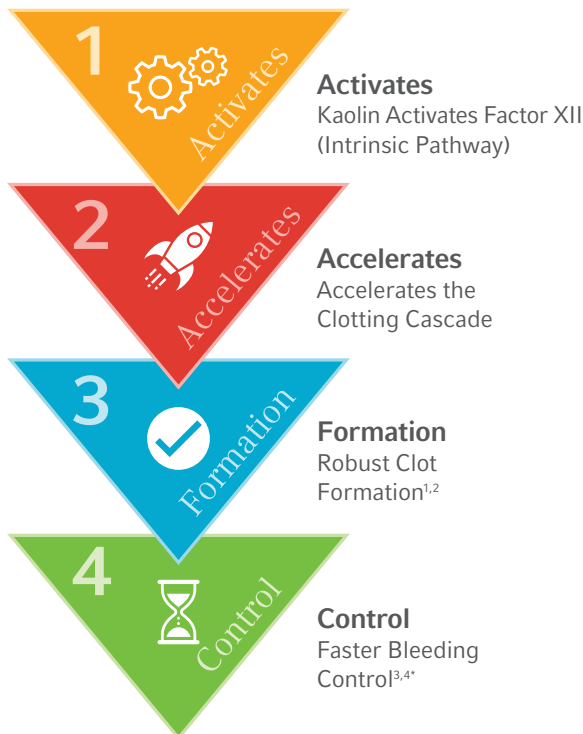 1
Activates
Activates
Kaolin Activates Factor XII
(Intrinsic Pathway)
2
Accelerates
Accelerates
Accelerates the
Clotting Cascade
3
Formation
Formation
Robust Clot
Formation1,2
4
Control
Control
Faster Bleeding
Control3,4*